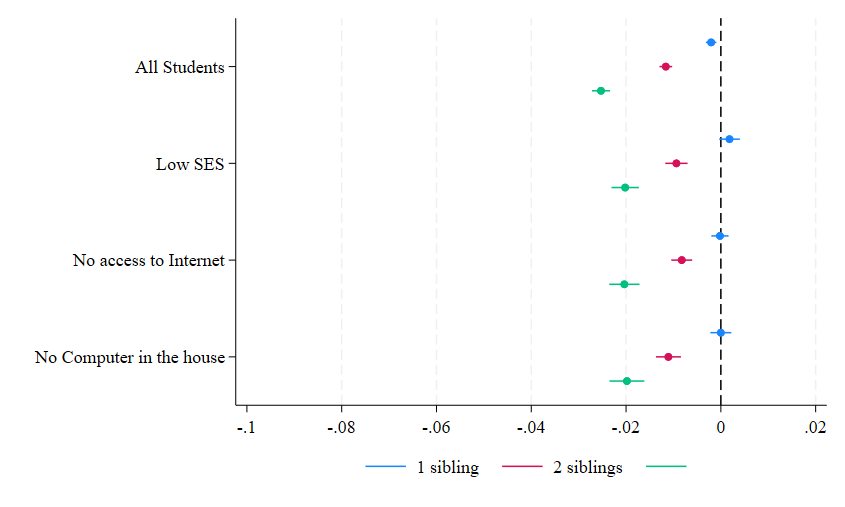 All Students
Low SES
No access to Internet
No Computer in the house
-.1 -.08 -.06 -.04 -.02 0 .02
1 sibling 2 siblings